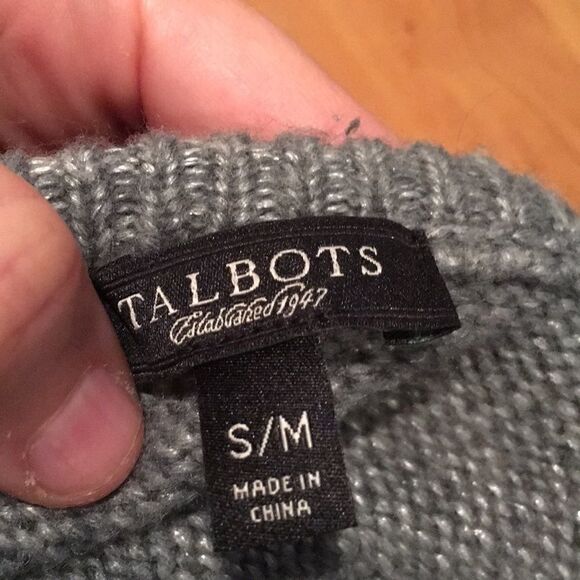 TALBOTS
Established 1947
S/M
MADE IN
CHINA